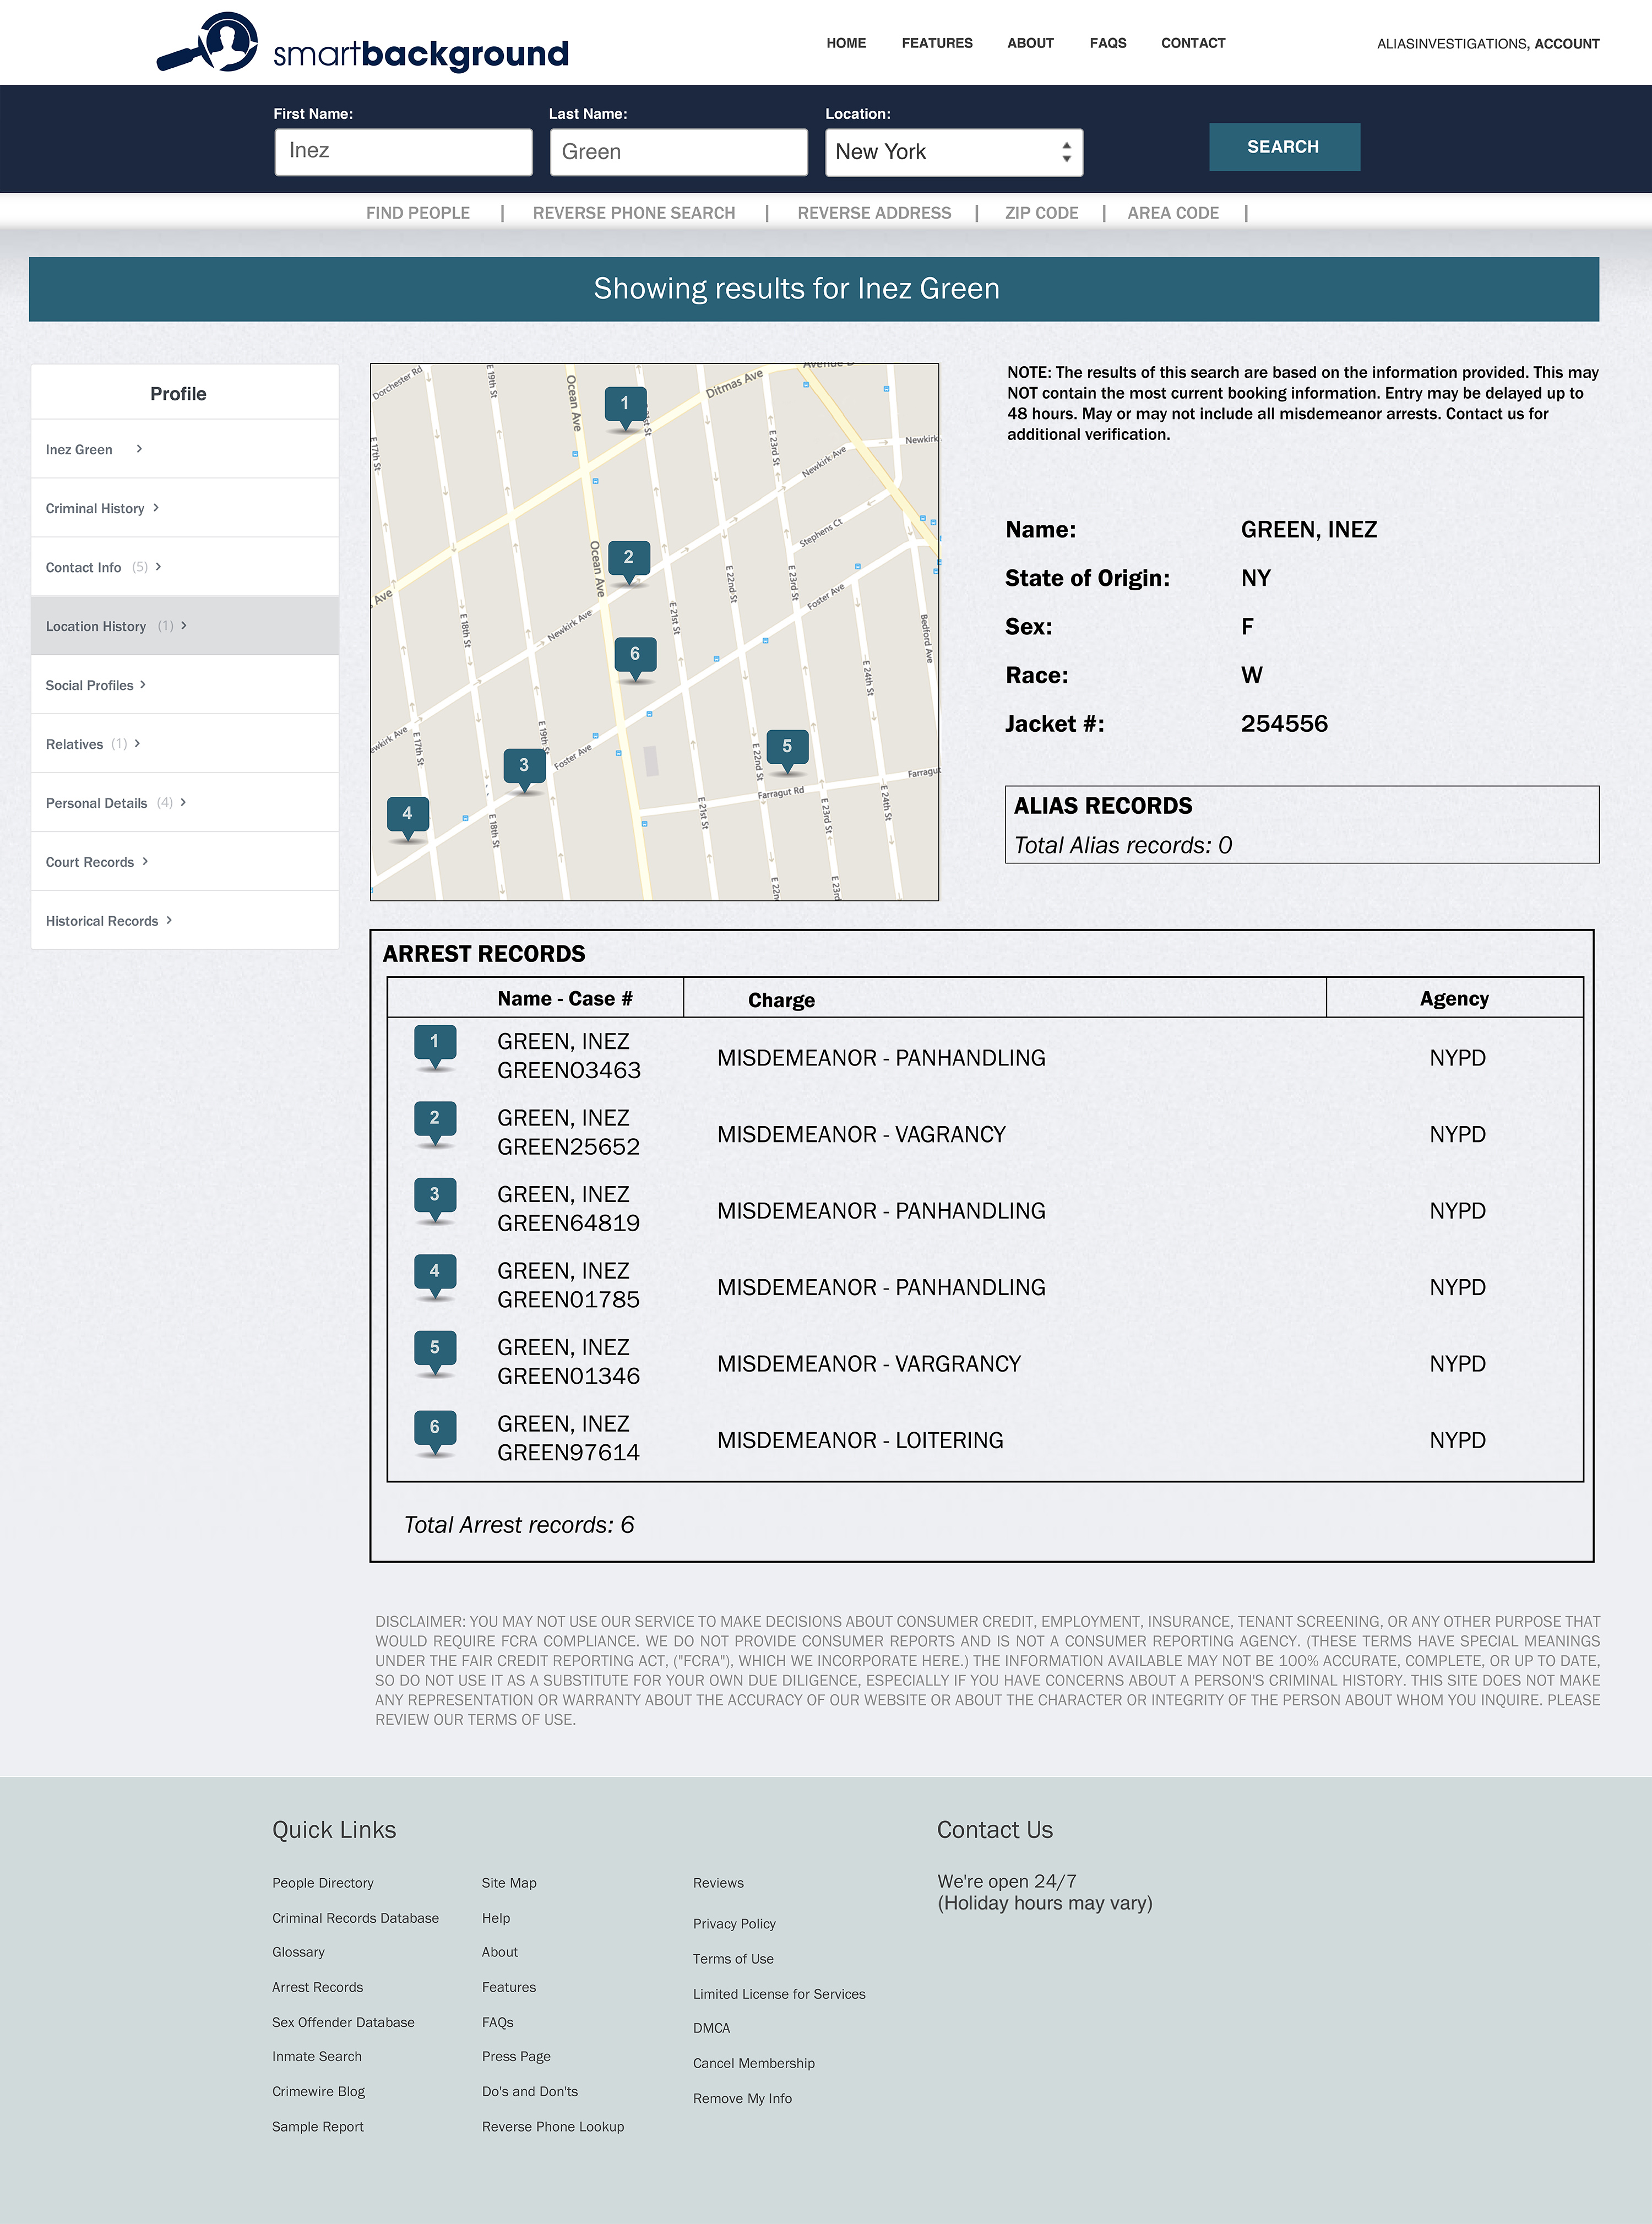 smartbackground
HOME FEATURES ABOUT FAQS CONTACT
ALIASINVESTIGATIONS, ACCOUNT
First Name: Last Name: Location:
Inez Green New York SEARCH
FIND PEOPLE | REVERSE PHONE SEARCH | REVERSE ADDRESS | ZIP CODE | AREA CODE |
Showing results for Inez Green
Profile
Inez Green >
Criminal History >
Contact Info (5) >
Location History (1) >
Social Profiles >
Relatives (1) >
Personal Details (4) >
Court Records >
Historical Records >
Dorchester Rd
E 19th St
Ocean Ave
1
Ditmas Ave
E 17th St
E 23rd St
Newkirk
Newkirk Ave
Stephens Ct
Ocean Ave
2
E 22nd St
E 23rd St
Foster Ave
Ave
E 18th St
Newkirk Ave
E 21st St
Bedford Ave
6
E 24th St
E 17th St
E 19th St
Foster Ave
3
5
E 22nd St
Farragut
Farragut Rd
4
E 18th St
E 21st St
E 23rd St
E 24th St
NOTE: The results of this search are based on the information provided. This may
NOT contain the most current booking information. Entry may be delayed up to
48 hours. May or may not include all misdemeanor arrests. Contact us for
additional verification.
Name: GREEN, INEZ
State of Origin: NY
Sex: F
Race: W
Jacket #: 254556
ALIAS RECORDS
Total Alias records: 0
ARREST RECORDS
Name - Case # Charge Agency
1 GREEN, INEZ
GREEN03463 MISDEMEANOR - PANHANDLING NYPD
2 GREEN, INEZ
GREEN25652 MISDEMEANOR - VAGRANCY NYPD
3 GREEN, INEZ
GREEN64819 MISDEMEANOR - PANHANDLING NYPD
4 GREEN, INEZ
GREEN01785 MISDEMEANOR - PANHANDLING NYPD
5 GREEN, INEZ
GREEN01346 MISDEMEANOR - VARGRANCY NYPD
6 GREEN, INEZ
GREEN97614 MISDEMEANOR - LOITERING NYPD
Total Arrest records: 6
DISCLAIMER: YOU MAY NOT USE OUR SERVICE TO MAKE DECISIONS ABOUT CONSUMER CREDIT, EMPLOYMENT, INSURANCE, TENANT SCREENING, OR ANY OTHER PURPOSE THAT
WOULD REQUIRE FCRA COMPLIANCE. WE DO NOT PROVIDE CONSUMER REPORTS AND IS NOT A CONSUMER REPORTING AGENCY. (THESE TERMS HAVE SPECIAL MEANINGS
UNDER THE FAIR CREDIT REPORTING ACT, ("FCRA"), WHICH WE INCORPORATE HERE.) THE INFORMATION AVAILABLE MAY NOT BE 100% ACCURATE, COMPLETE, OR UP TO DATE,
SO DO NOT USE IT AS A SUBSTITUTE FOR YOUR OWN DUE DILIGENCE, ESPECIALLY IF YOU HAVE CONCERNS ABOUT A PERSON'S CRIMINAL HISTORY. THIS SITE DOES NOT MAKE
ANY REPRESENTATION OR WARRANTY ABOUT THE ACCURACY OF OUR WEBSITE OR ABOUT THE CHARACTER OR INTEGRITY OF THE PERSON ABOUT WHOM YOU INQUIRE. PLEASE
REVIEW OUR TERMS OF USE.
Quick Links
People Directory
Criminal Records Database
Glossary
Arrest Records
Sex Offender Database
Inmate Search
Crimewire Blog
Sample Report
Site Map
Help
About
Features
FAQs
Press Page
Do's and Don'ts
Reverse Phone Lookup
Reviews
Privacy Policy
Terms of Use
Limited License for Services
DMCA
Cancel Membership
Remove My Info
Contact Us
We're open 24/7
(Holiday hours may vary)